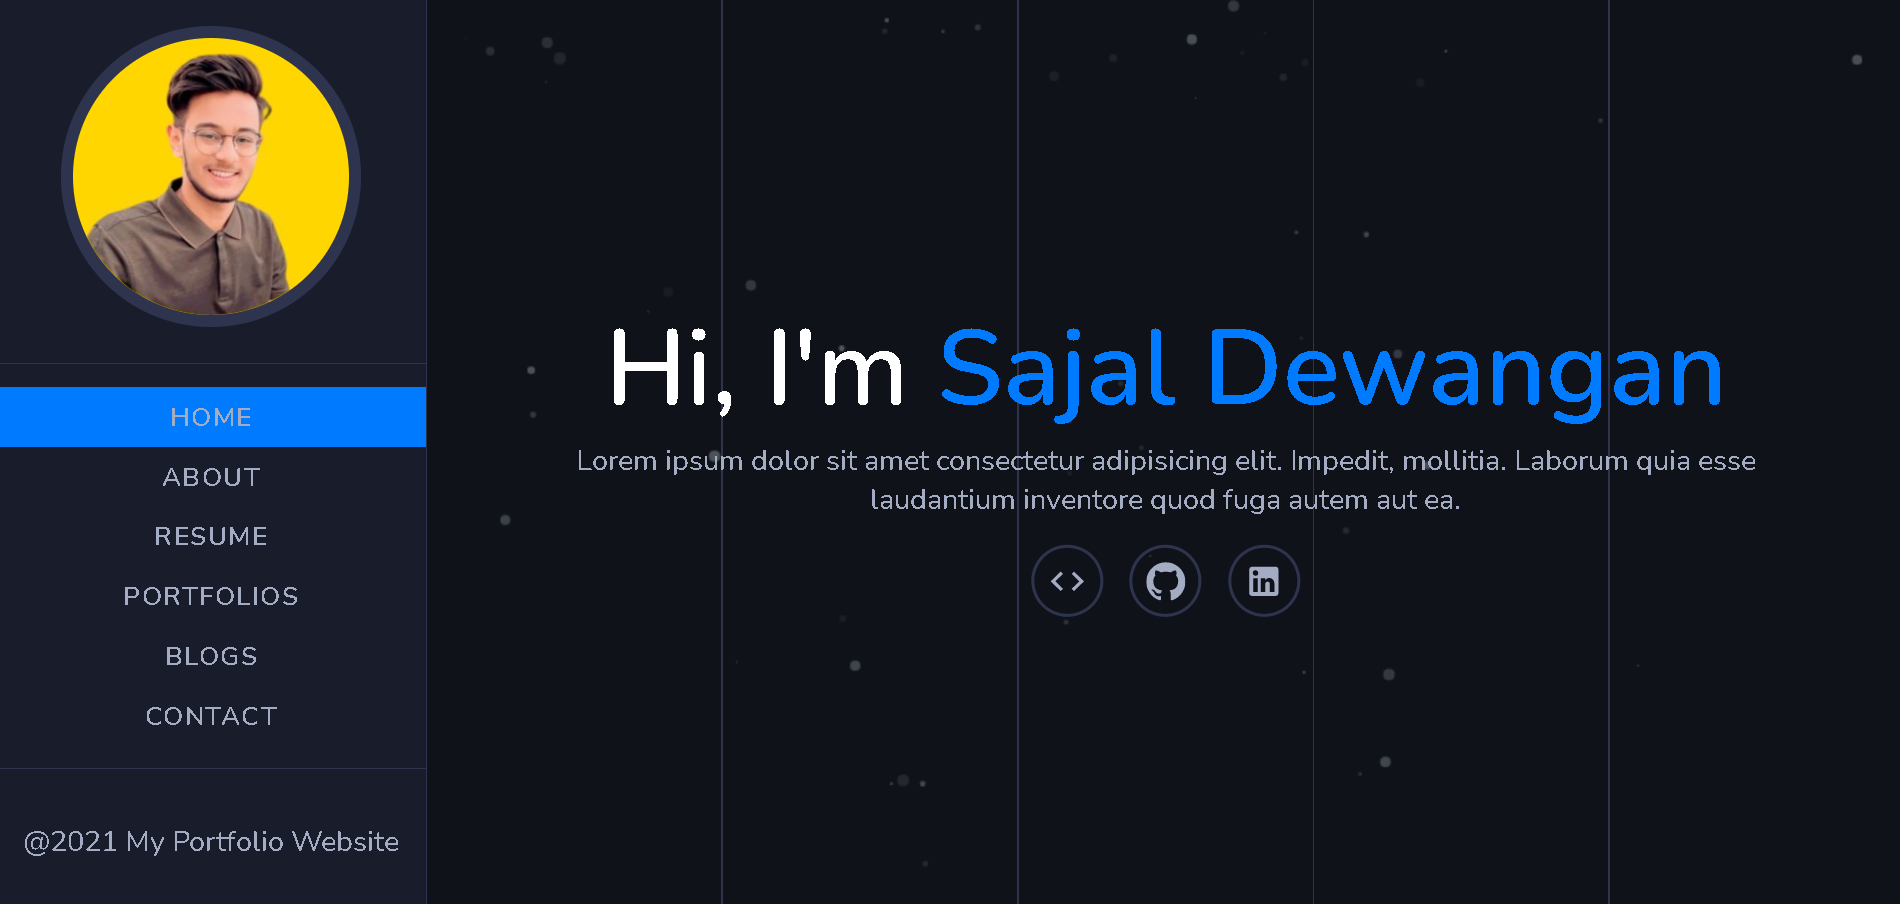 HOME
ABOUT
RESUME
PORTFOLIOS
BLOGS
CONTACT
@2021 My Portfolio Website
Hi, I'm Sajal Dewangan
Lorem ipsum dolor sit amet consectetur adipisicing elit. Impedit, mollitia. Laborum quia esse
laudantium inventore quod fuga autem aut ea.
in